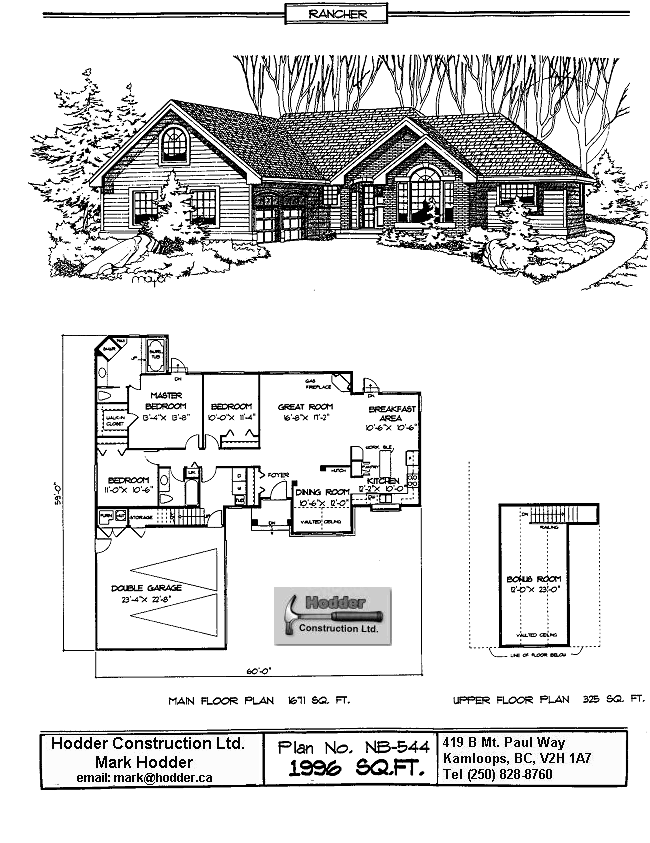 RANCHER
UP
DN
DN
MASTER
BEDROOM
13'-4" X 13'-8"
BEDROOM
10'-0" X 11'-4"
GREAT ROOM
16'-8" X 17'-2"
GAS
FIREPLACE
BREAKFAST
AREA
10'-6" X 10'-6"
WALK-IN
CLOSET
BEDROOM
11'-0" X 10'-6"
FOYER
HUTCH
KITCHEN
12'-2" X 10'-0"
DINING ROOM
10'-6" X 12'-0"
VAULTED CEILING
STORAGE
UP
DN
59'-0"
DOUBLE GARAGE
23'-4" X 22'-8"
Hodder
Construction Ltd.
60'-0"
DN
RAILING
BONUS ROOM
12'-0" X 23'-0"
VAULTED CEILING
LINE OF FLOOR BELOW
MAIN FLOOR PLAN 1671 SQ. FT.
UPPER FLOOR PLAN 325 SQ. FT.
Hodder Construction Ltd.
Mark Hodder
email: mark@hodder.ca
Plan No. NB-544
1996 SQ.FT.
419 B Mt. Paul Way
Kamloops, BC, V2H 1A7
Tel (250) 828-8760